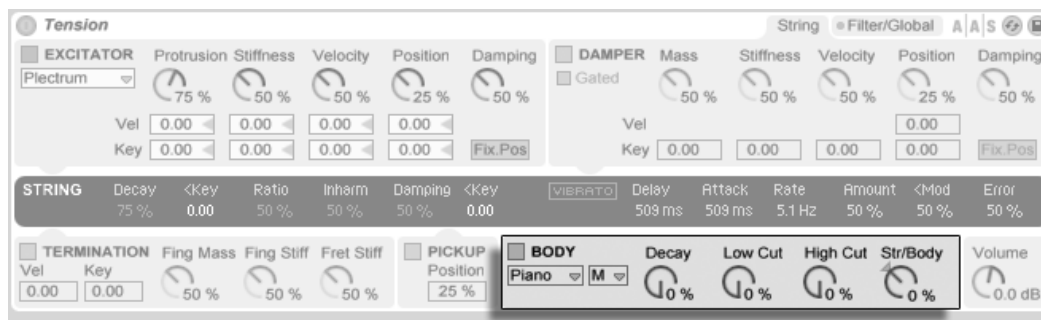 Tension String Filter/Global A A S
EXCITATOR Protrusion Stiffness Velocity Position Damping
Plectrum 75 % 50 % 50 % 25 % 50 %
Vel 0.00 0.00 0.00 0.00
Key 0.00 0.00 0.00 0.00 Fix.Pos
DAMPER Mass Stiffness Velocity Position Damping
Gated 50 % 50 % 50 % 25 % 50 %
Vel 0.00
Key 0.00 0.00 0.00 0.00 Fix.Pos
STRING Decay <Key Ratio Inharm Damping <Key VIBRATO Delay Attack Rate Amount <Mod Error
75 % 0.00 50 % 50 % 50 % 0.00 509 ms 509 ms 5.1 Hz 50 % 50 % 50 %
TERMINATION Fing Mass Fing Stiff Fret Stiff
Vel Key
0.00 0.00 50 % 50 % 50 %
PICKUP
Position
25 %
BODY Decay Low Cut High Cut Str/Body
Piano M 0 % 0 % 0 % 0 %
Volume
0.0 dB